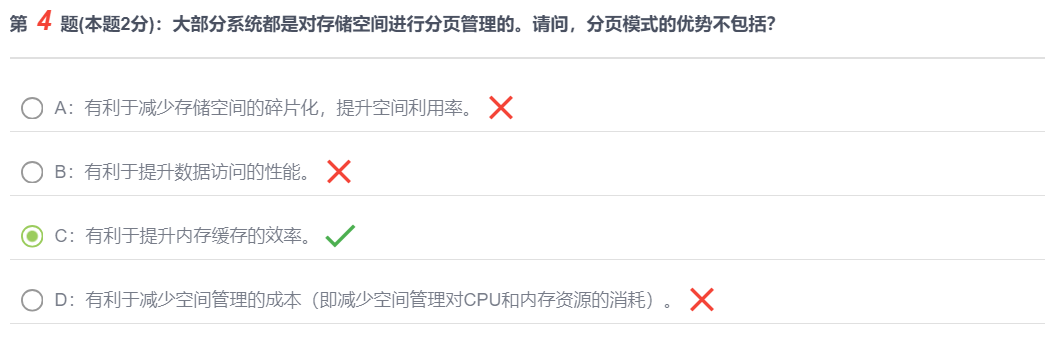 第 4 题(本题2分)：大部分系统都是对存储空间进行分页管理的。请问，分页模式的优势不包括？
A：有利于减少存储空间的碎片化，提升空间利用率。
B：有利于提升数据访问的性能。
C：有利于提升内存缓存的效率。
D：有利于减少空间管理的成本（即减少空间管理对CPU和内存资源的消耗）。